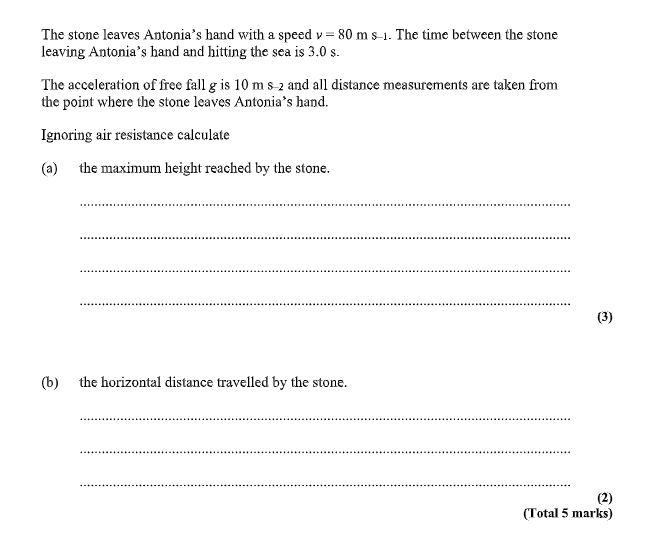 The stone leaves Antonia's hand with a speed v = 80 m s–1. The time between the stone
leaving Antonia's hand and hitting the sea is 3.0 s.
The acceleration of free fall g is 10 m s–2 and all distance measurements are taken from
the point where the stone leaves Antonia's hand.
Ignoring air resistance calculate
(a) the maximum height reached by the stone.
(3)
(b) the horizontal distance travelled by the stone.
(2)
(Total 5 marks)